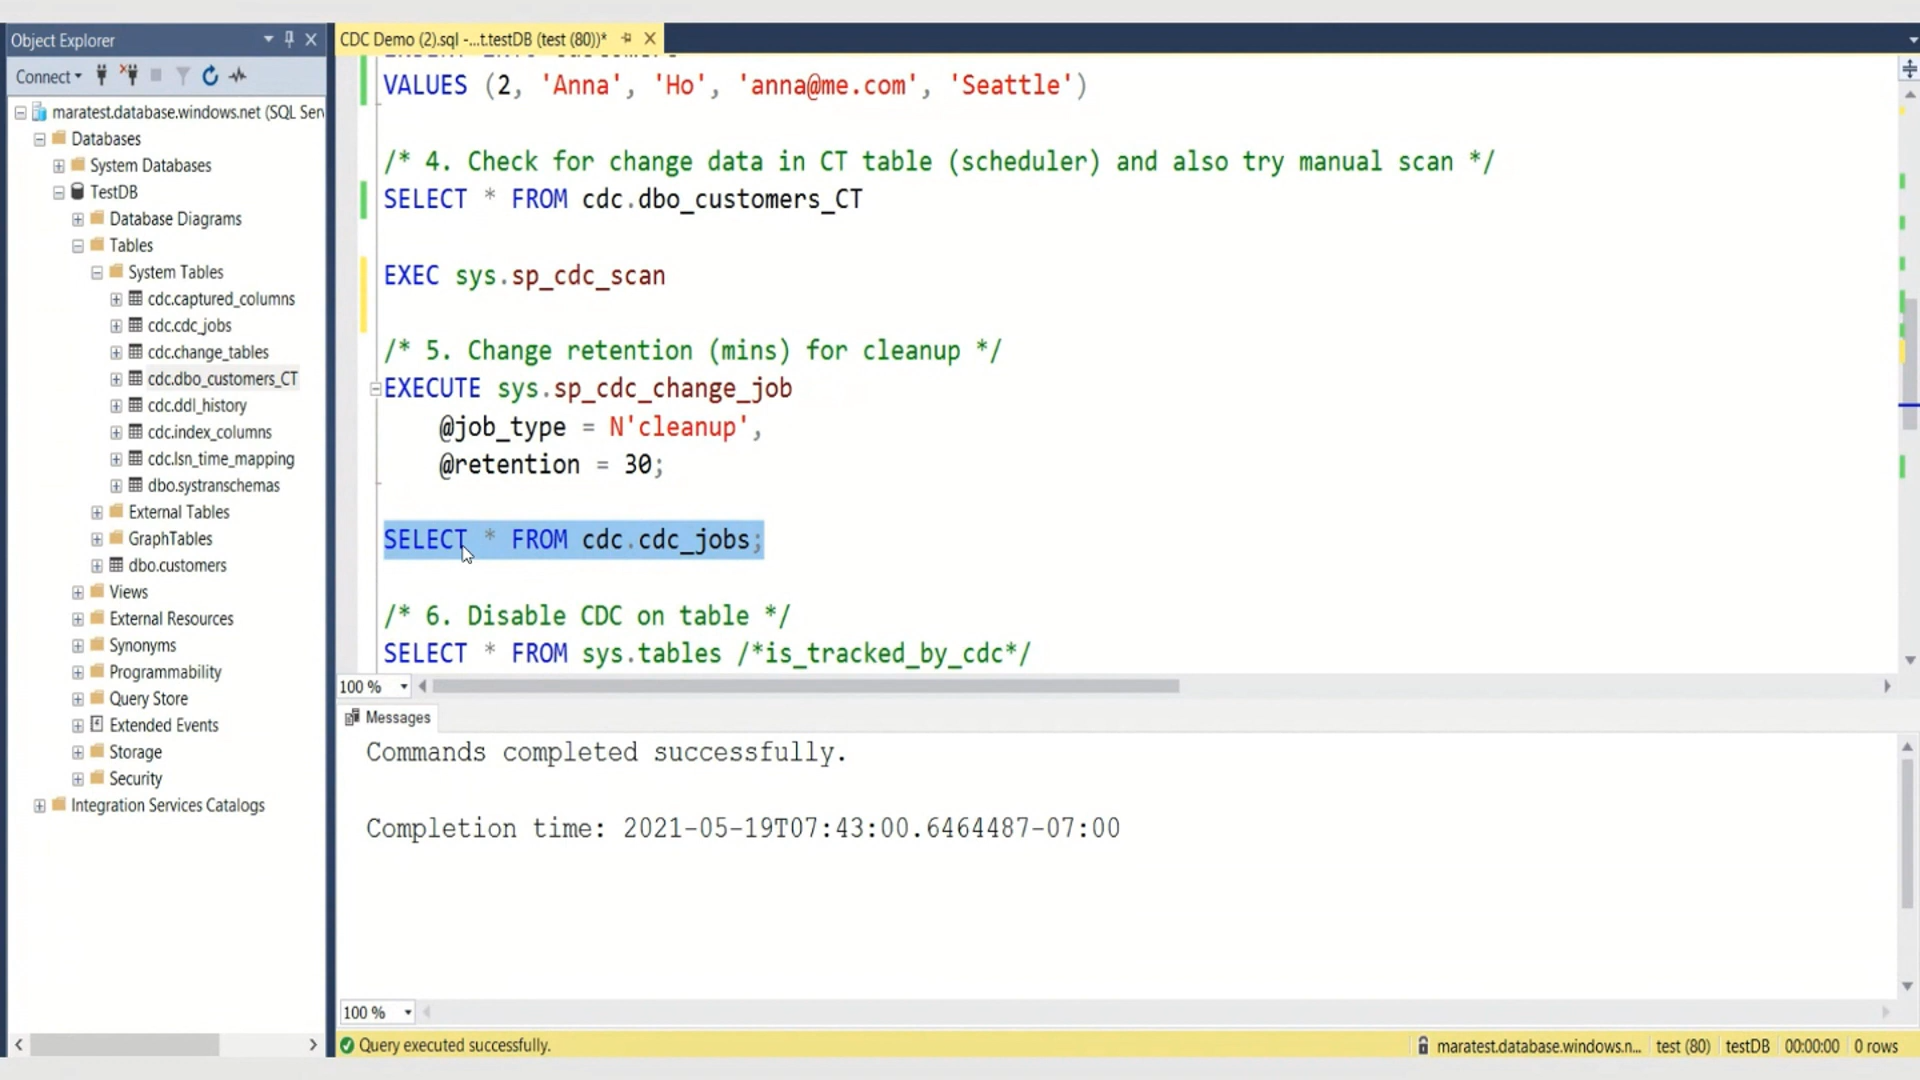 Object Explorer
Connect
maratest.database.windows.net (SQL Serv
Databases
System Databases
TestDB
Database Diagrams
Tables
System Tables
cdc.captured_columns
cdc.cdc_jobs
cdc.change_tables
cdc.dbo_customers_CT
cdc.ddl_history
cdc.index_columns
cdc.lsn_time_mapping
dbo.systranschemas
External Tables
GraphTables
dbo.customers
Views
External Resources
Synonyms
Programmability
Query Store
Extended Events
Storage
Security
Integration Services Catalogs
CDC Demo (2).sql -...t.testDB (test (80))*
VALUES (2, 'Anna', 'Ho', 'anna@me.com', 'Seattle')
/* 4. Check for change data in CT table (scheduler) and also try manual scan */
SELECT * FROM cdc.dbo_customers_CT
EXEC sys.sp_cdc_scan
/* 5. Change retention (mins) for cleanup */
EXECUTE sys.sp_cdc_change_job
@job_type = N'cleanup',
@retention = 30;
SELECT * FROM cdc.cdc_jobs;
/* 6. Disable CDC on table */
SELECT * FROM sys.tables /*is_tracked_by_cdc*/
100 %
Messages
Commands completed successfully.
Completion time: 2021-05-19T07:43:00.6464487-07:00
100 %
Query executed successfully.
maratest.database.windows.n... test (80) testDB 00:00:00 0 rows